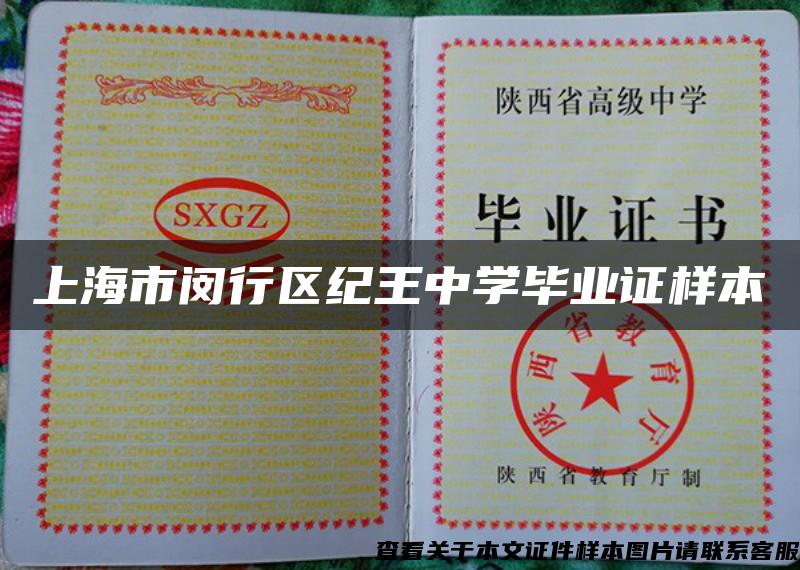 SXGZ
陕西省高级中学
毕业证书
上海市闵行区纪王中学毕业证样本
陕西省教育厅
陕西省教育厅制
查看关于本文证件样本图片请联系客服